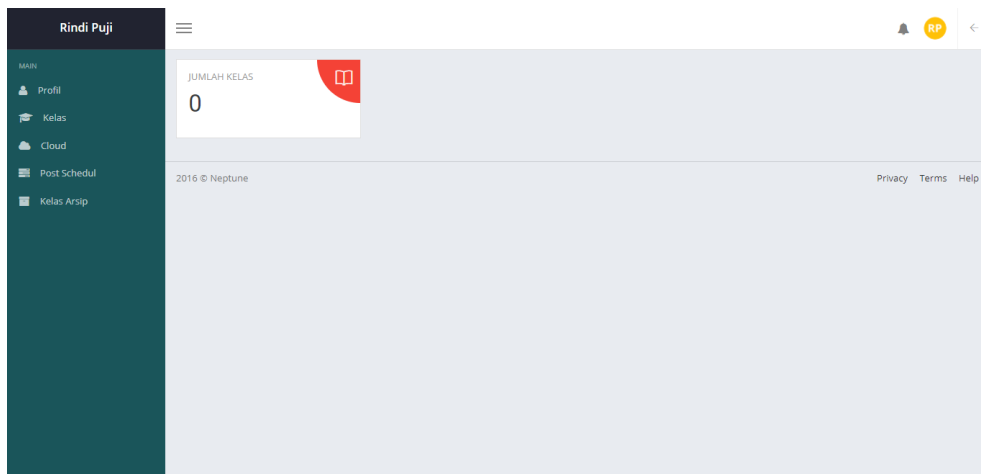 Rindi Puji
RP
MAIN
Profil
Kelas
Cloud
Post Schedul
Kelas Arsip
JUMLAH KELAS
0
2016 © Neptune
Privacy Terms Help